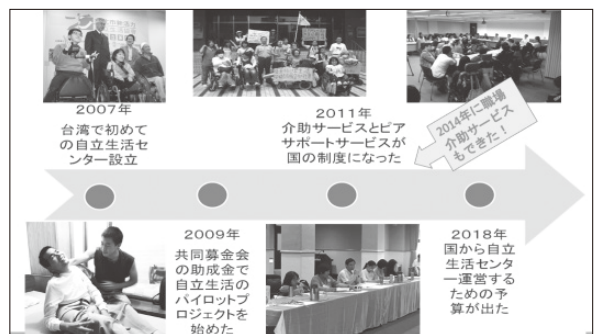 2007年
台湾で初めて
の自立生活セ
ンター設立
2009年
共同募金会
の助成金で
自立生活の
パイロットプ
ロジェクトを
始めた
2011年
介助サービスとピア
サポートサービスが
国の制度になった
2014年に職場
介助サービス
もできた！
2018年
国から自立
生活センタ
ー運営する
ための予
算が出た